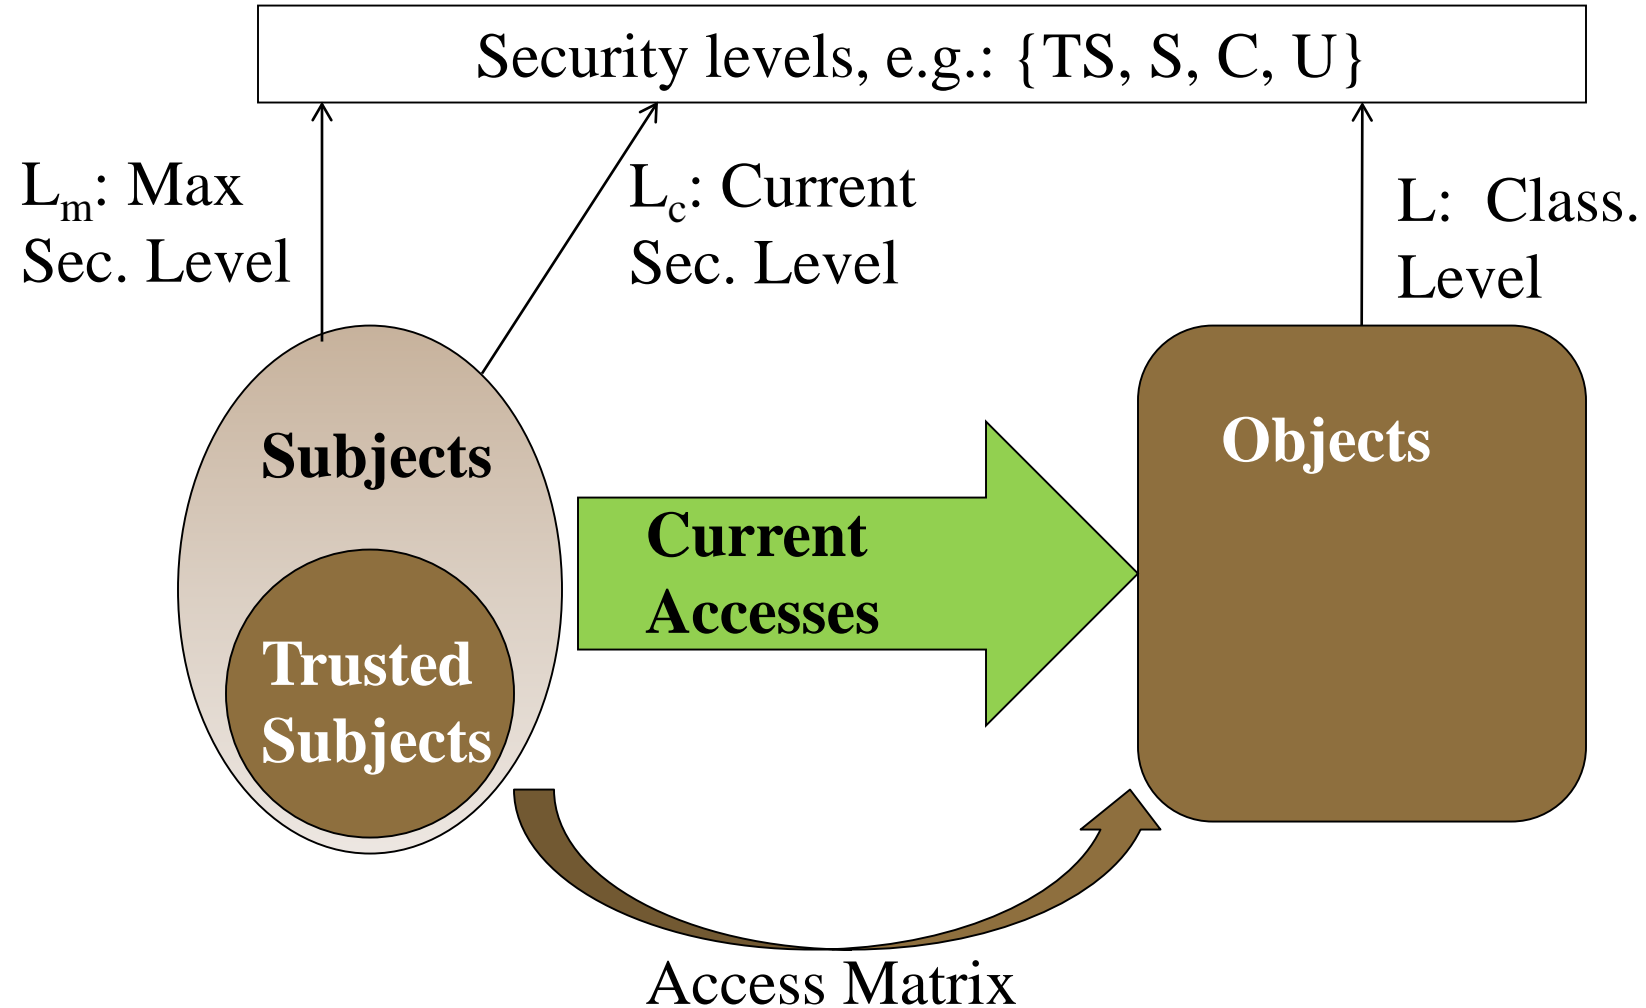 Security levels, e.g.: {TS, S, C, U}
Lm: Max
Sec. Level
Lc: Current
Sec. Level
L: Class.
Level
Subjects
Trusted
Subjects
Current
Accesses
Objects
Access Matrix